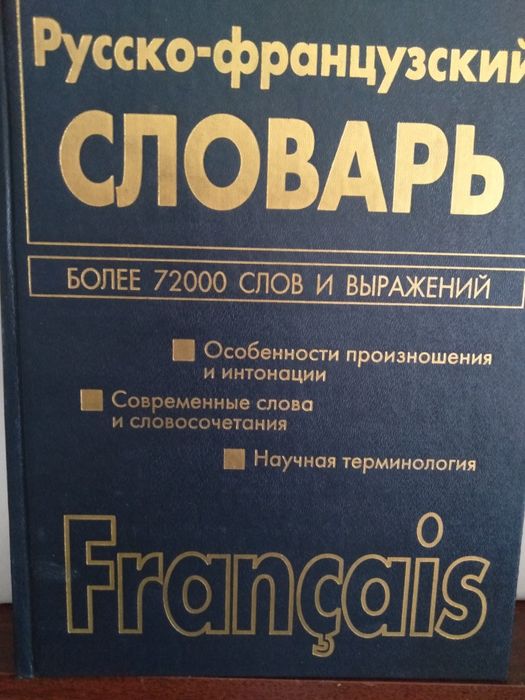 Русско-французский
СЛОВАРЬ
БОЛЕЕ 72000 СЛОВ И ВЫРАЖЕНИЙ
Особенности произношения
и интонации
Современные слова
и словосочетания
Научная терминология
Français